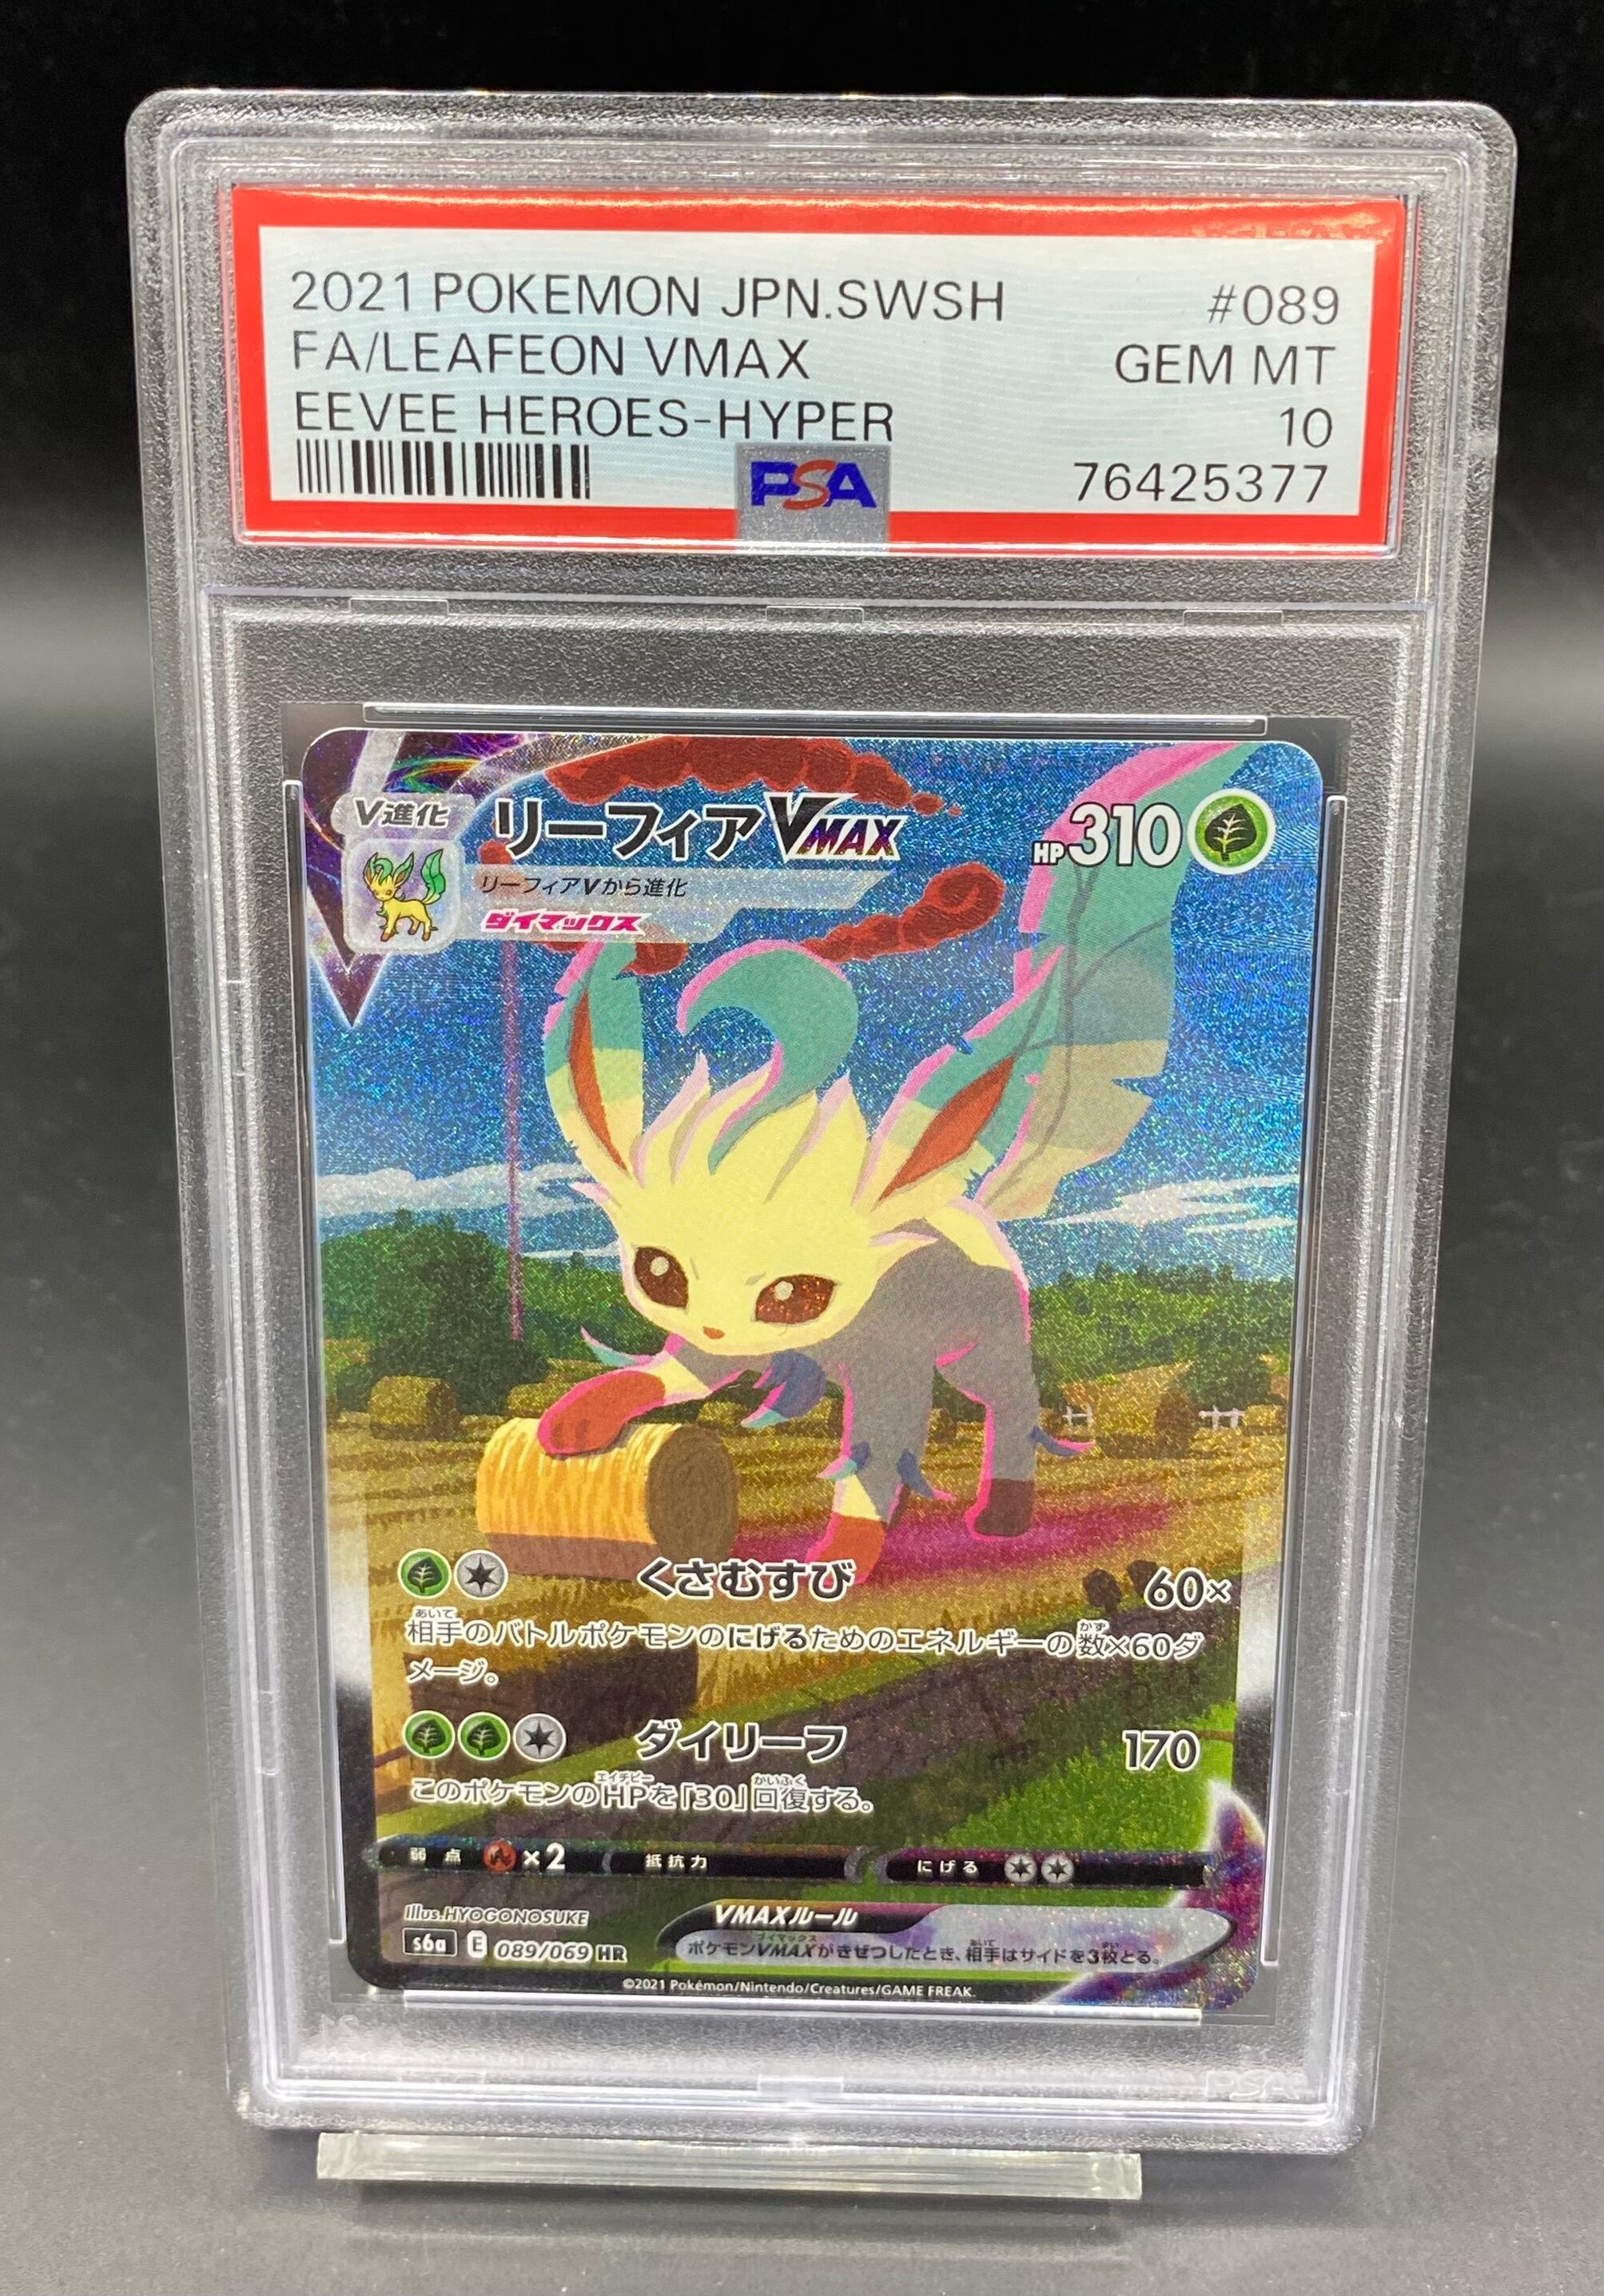 2021 POKEMON JPN.SWSH #089
FA/LEAFEON VMAX GEM MT
EEVEE HEROES-HYPER 10
PSA 76425377
V進化 リーフィアVMAX HP310
リーフィアVから進化
ダイマックス
くさむすび 60×
相手のバトルポケモンのにげるためのエネルギーの数×60ダ
メージ。
ダイリーフ 170
このポケモンのHPを「30」回復する。
弱点 ×2 抵抗力 にげる
Illus.HYOGONOSUKE VMAXルール
s6a E 089/069 HR ポケモンVMAXがきぜつしたとき、相手はサイドを3枚とる。
©2021 Pokémon/Nintendo/Creatures/GAME FREAK.
PSA